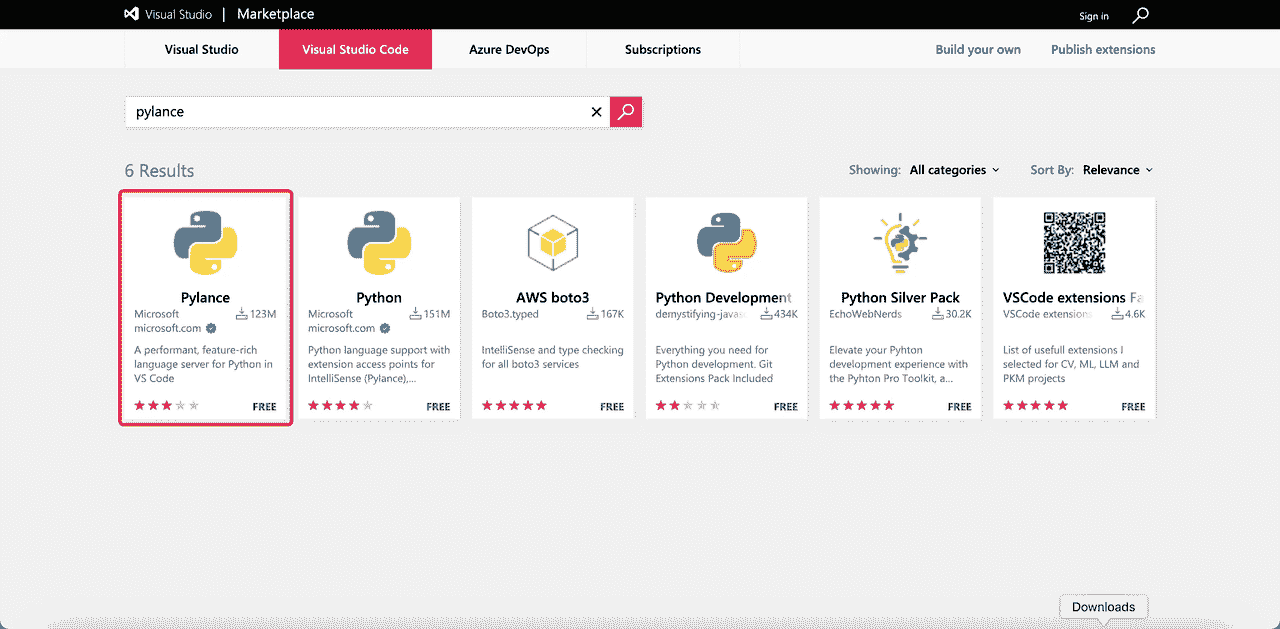 Visual Studio | Marketplace
Sign in
Visual Studio
Visual Studio Code
Azure DevOps
Subscriptions
Build your own
Publish extensions
pylance
6 Results
Showing: All categories
Sort By: Relevance
Pylance
Microsoft 123M
microsoft.com
A performant, feature-rich
language server for Python in
VS Code
FREE
Python
Microsoft 151M
microsoft.com
Python language support with
extension access points for
IntelliSense (Pylance),...
FREE
AWS boto3
Boto3.typed 167K
IntelliSense and type checking
for all boto3 services
FREE
Python Development
demystifying-javas 434K
Everything you need for
Python development. Git
Extensions Pack Included
FREE
Python Silver Pack
EchoWebNerds 30.2K
Elevate your Pyhton
development experience with
the Pyhton Pro Toolkit, a...
FREE
VSCode extensions Fa
VSCode extensions 4.6K
List of usefull extensions I
selected for CV, ML, LLM and
PKM projects
FREE
Downloads